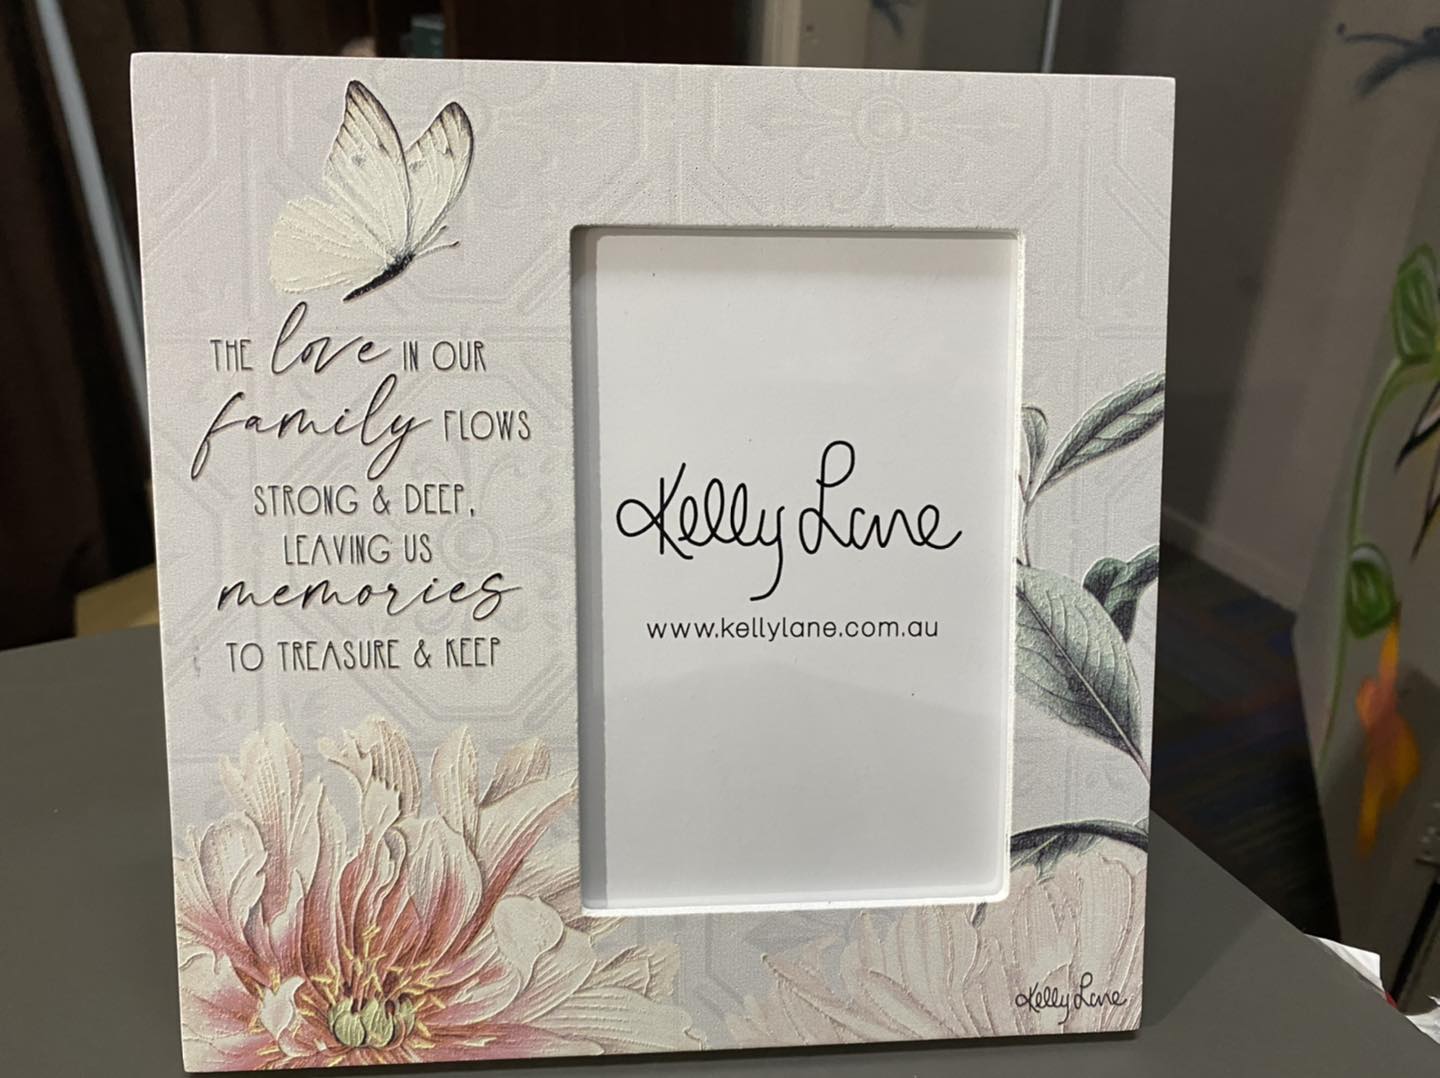 THE love IN OUR
family FLOWS
STRONG & DEEP,
LEAVING US
memories
TO TREASURE & KEEP
Kelly Lane
www.kellylane.com.au
Kelly Lane